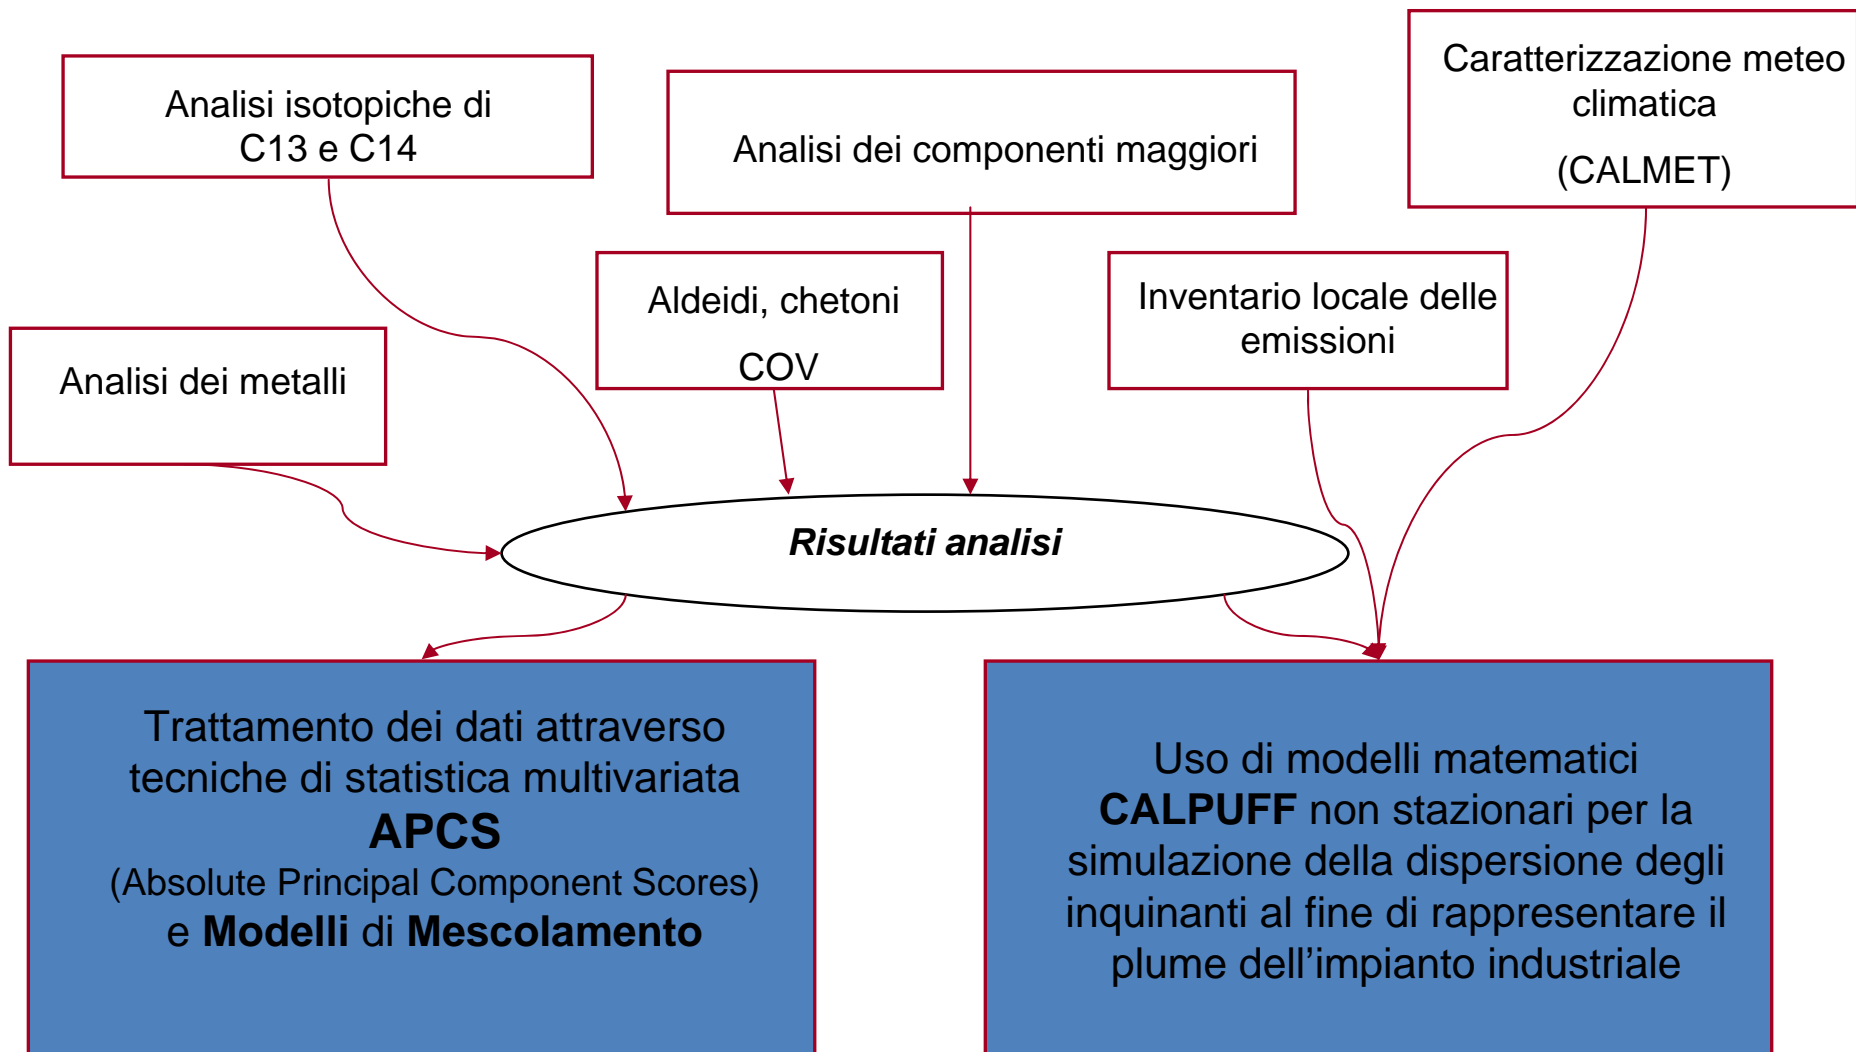 Analisi isotopiche di
C13 e C14
Analisi dei componenti maggiori
Caratterizzazione meteo
climatica
(CALMET)
Aldeidi, chetoni
COV
Inventario locale delle
emissioni
Analisi dei metalli
Risultati analisi
Trattamento dei dati attraverso
tecniche di statistica multivariata
APCS
(Absolute Principal Component Scores)
e Modelli di Mescolamento
Uso di modelli matematici
CALPUFF non stazionari per la
simulazione della dispersione degli
inquinanti al fine di rappresentare il
plume dell’impianto industriale